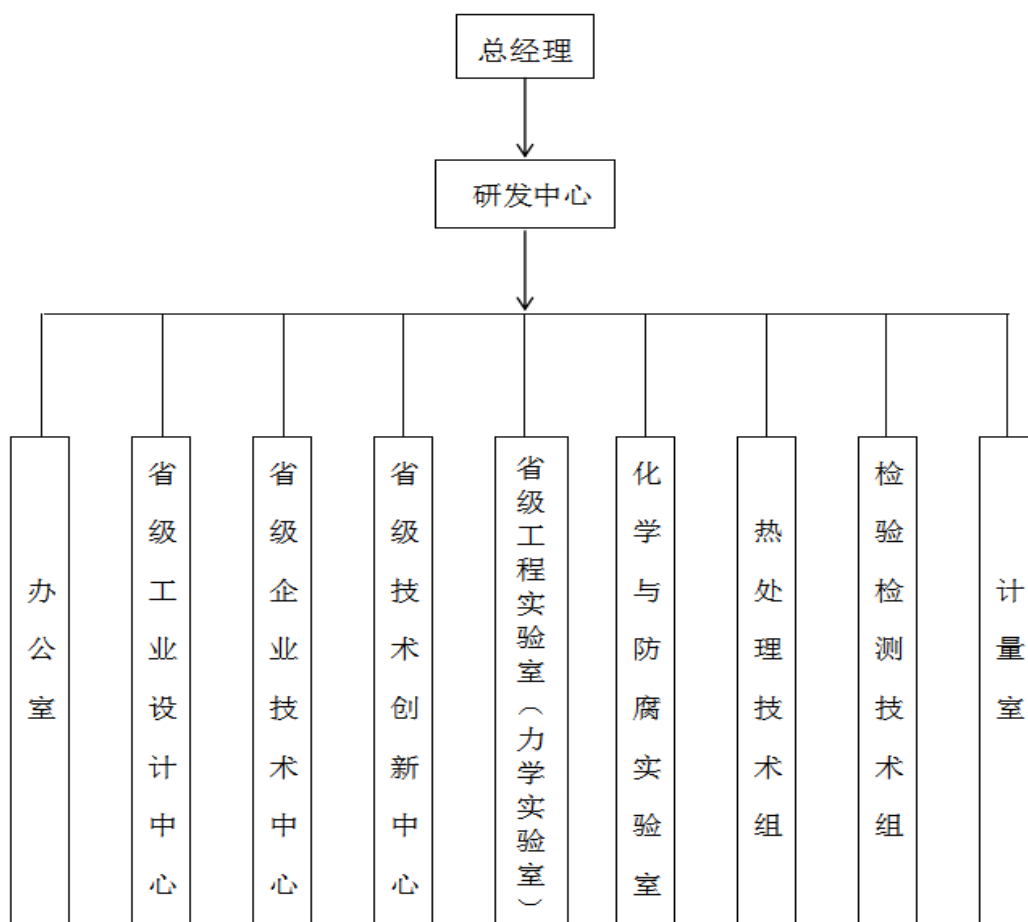 总经理
研发中心
办公室
省级工业设计中心
省级企业技术中心
省级技术创新中心
省级工程实验室（力学实验室）
化学与防腐实验室
热处理技术组
检验检测技术组
计量室